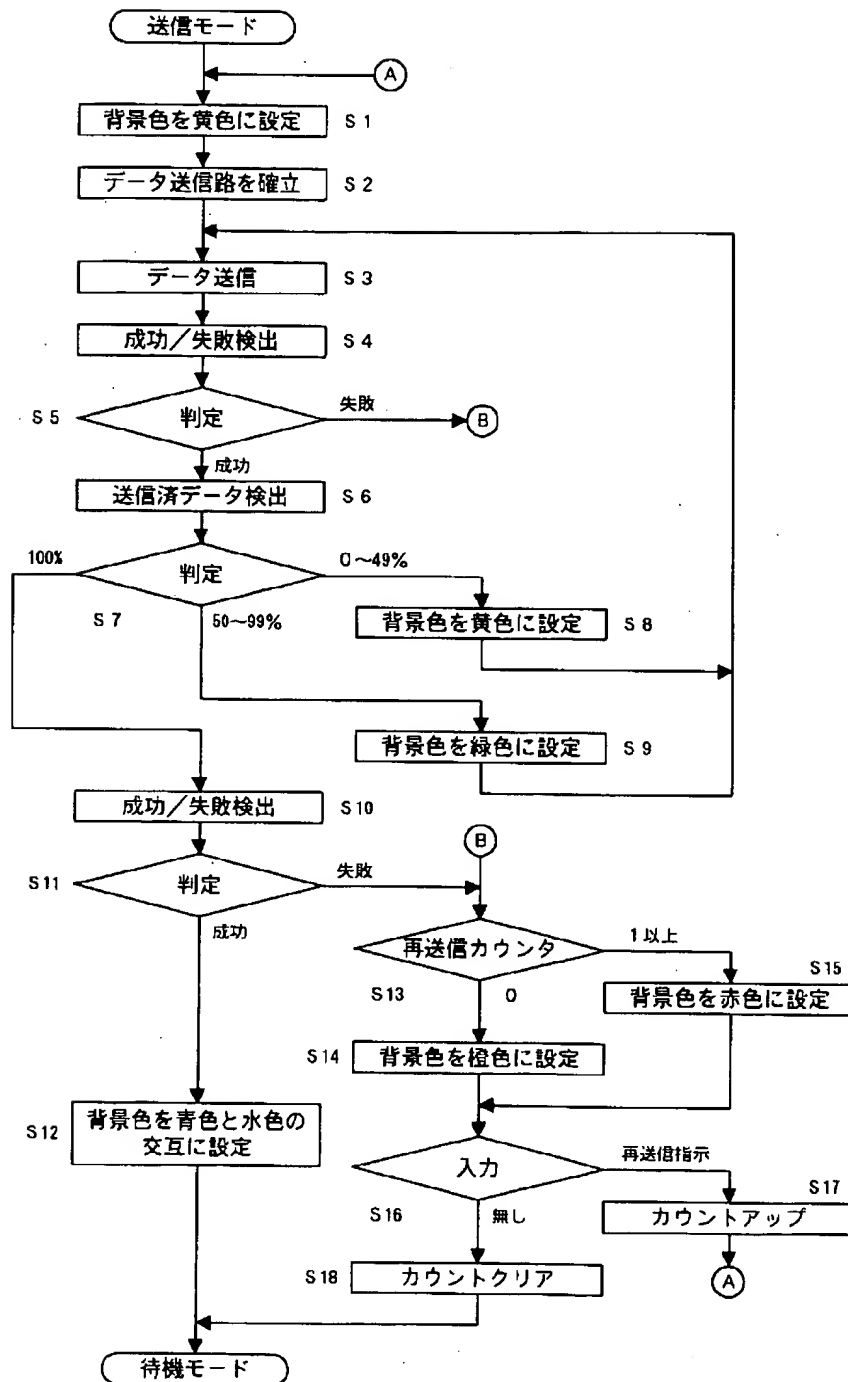 送信モード
A
背景色を黄色に設定 S1
データ送信路を確立 S2
データ送信 S3
成功／失敗検出 S4
S5 判定 失敗 B
成功
送信済データ検出 S6
100% 判定 0～49%
S7 50～99%
背景色を黄色に設定 S8
背景色を緑色に設定 S9
成功／失敗検出 S10
B
S11 判定 失敗
成功
再送信カウンタ 1以上
S13 0
S15
背景色を赤色に設定
S14 背景色を橙色に設定
S12 背景色を青色と水色の
交互に設定
入力 再送信指示
S16 無し
S17
カウントアップ
S18 カウントクリア
A
待機モード